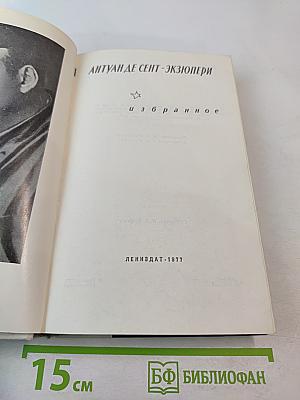 АНТУАН ДЕ СЕНТ-ЭКЗЮПЕРИ
избранное
ЛЕНИЗДАТ·1977
15 см
БФ БИБЛИОФАН